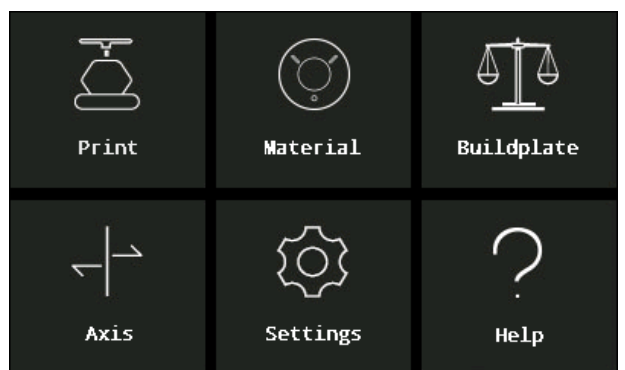 Print
Material
Buildplate
Axis
Settings
Help